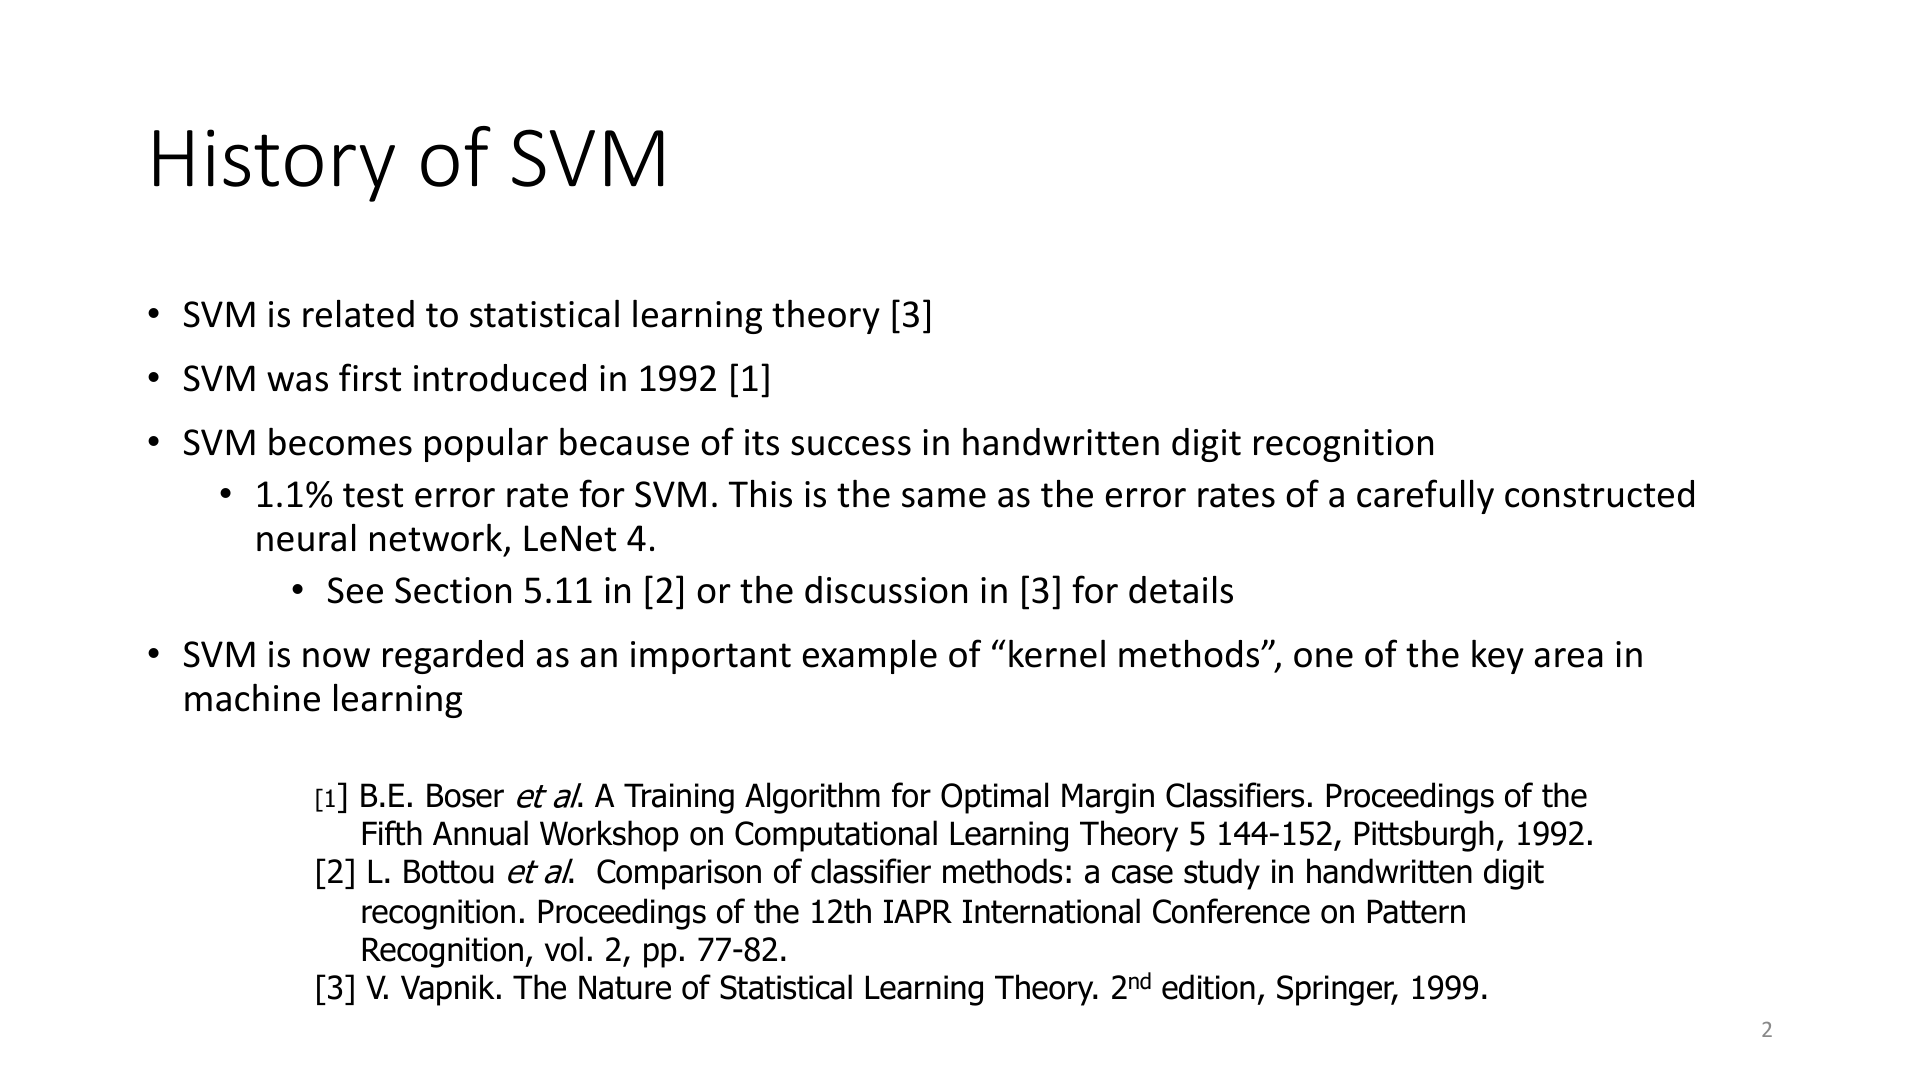 History of SVM
• SVM is related to statistical learning theory [3]
• SVM was first introduced in 1992 [1]
• SVM becomes popular because of its success in handwritten digit recognition
• 1.1% test error rate for SVM. This is the same as the error rates of a carefully constructed
neural network, LeNet 4.
• See Section 5.11 in [2] or the discussion in [3] for details
• SVM is now regarded as an important example of “kernel methods”, one of the key area in
machine learning
[1] B.E. Boser et al. A Training Algorithm for Optimal Margin Classifiers. Proceedings of the
Fifth Annual Workshop on Computational Learning Theory 5 144-152, Pittsburgh, 1992.
[2] L. Bottou et al. Comparison of classifier methods: a case study in handwritten digit
recognition. Proceedings of the 12th IAPR International Conference on Pattern
Recognition, vol. 2, pp. 77-82.
[3] V. Vapnik. The Nature of Statistical Learning Theory. 2nd edition, Springer, 1999.
2